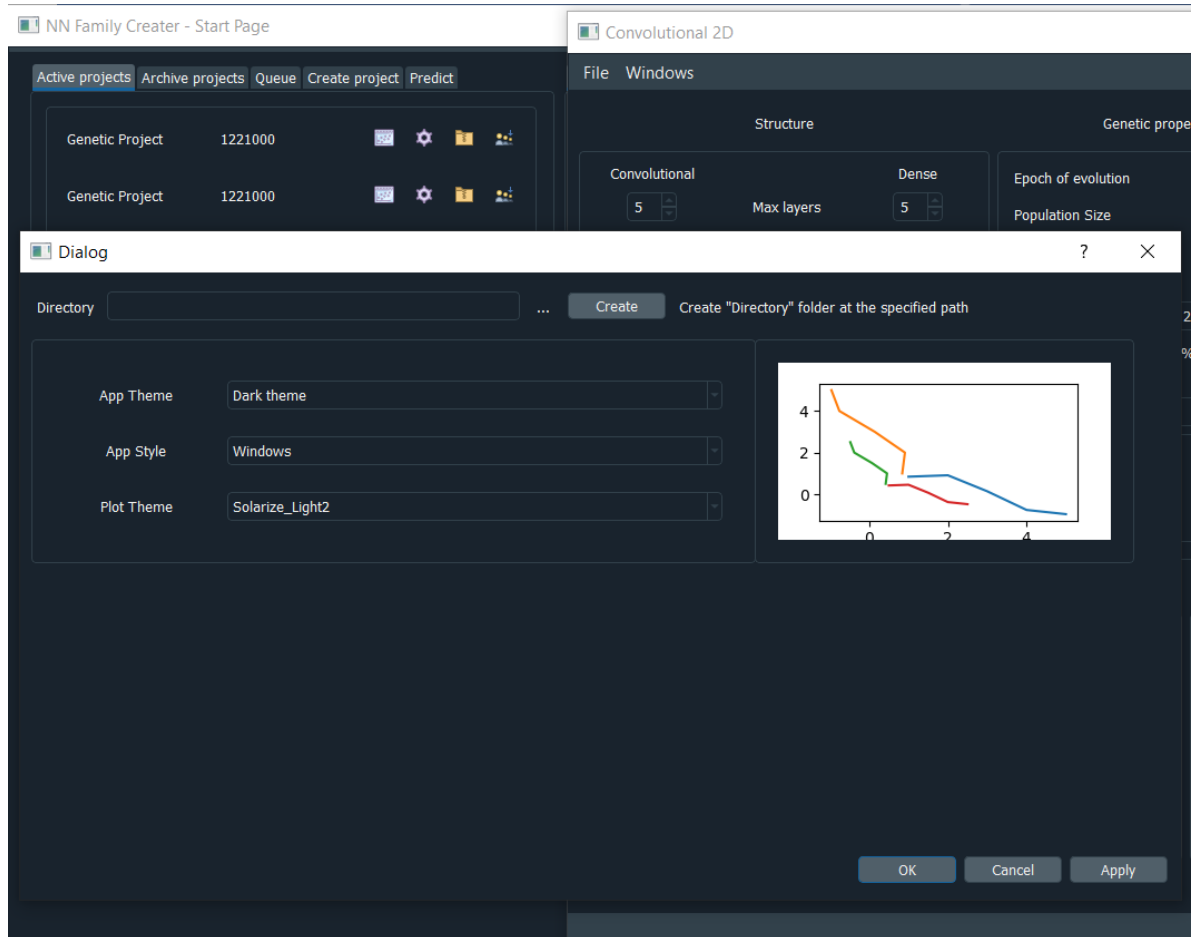 NN Family Creater - Start Page
Active projects Archive projects Queue Create project Predict
Genetic Project 1221000
Genetic Project 1221000
Convolutional 2D
File Windows
Structure Genetic prope
Convolutional Dense
5 Max layers 5
Epoch of evolution
Population Size
2
%
Dialog ?
Directory ... Create Create "Directory" folder at the specified path
App Theme Dark theme
App Style Windows
Plot Theme Solarize_Light2
4
2
0
0 2 4
OK Cancel Apply